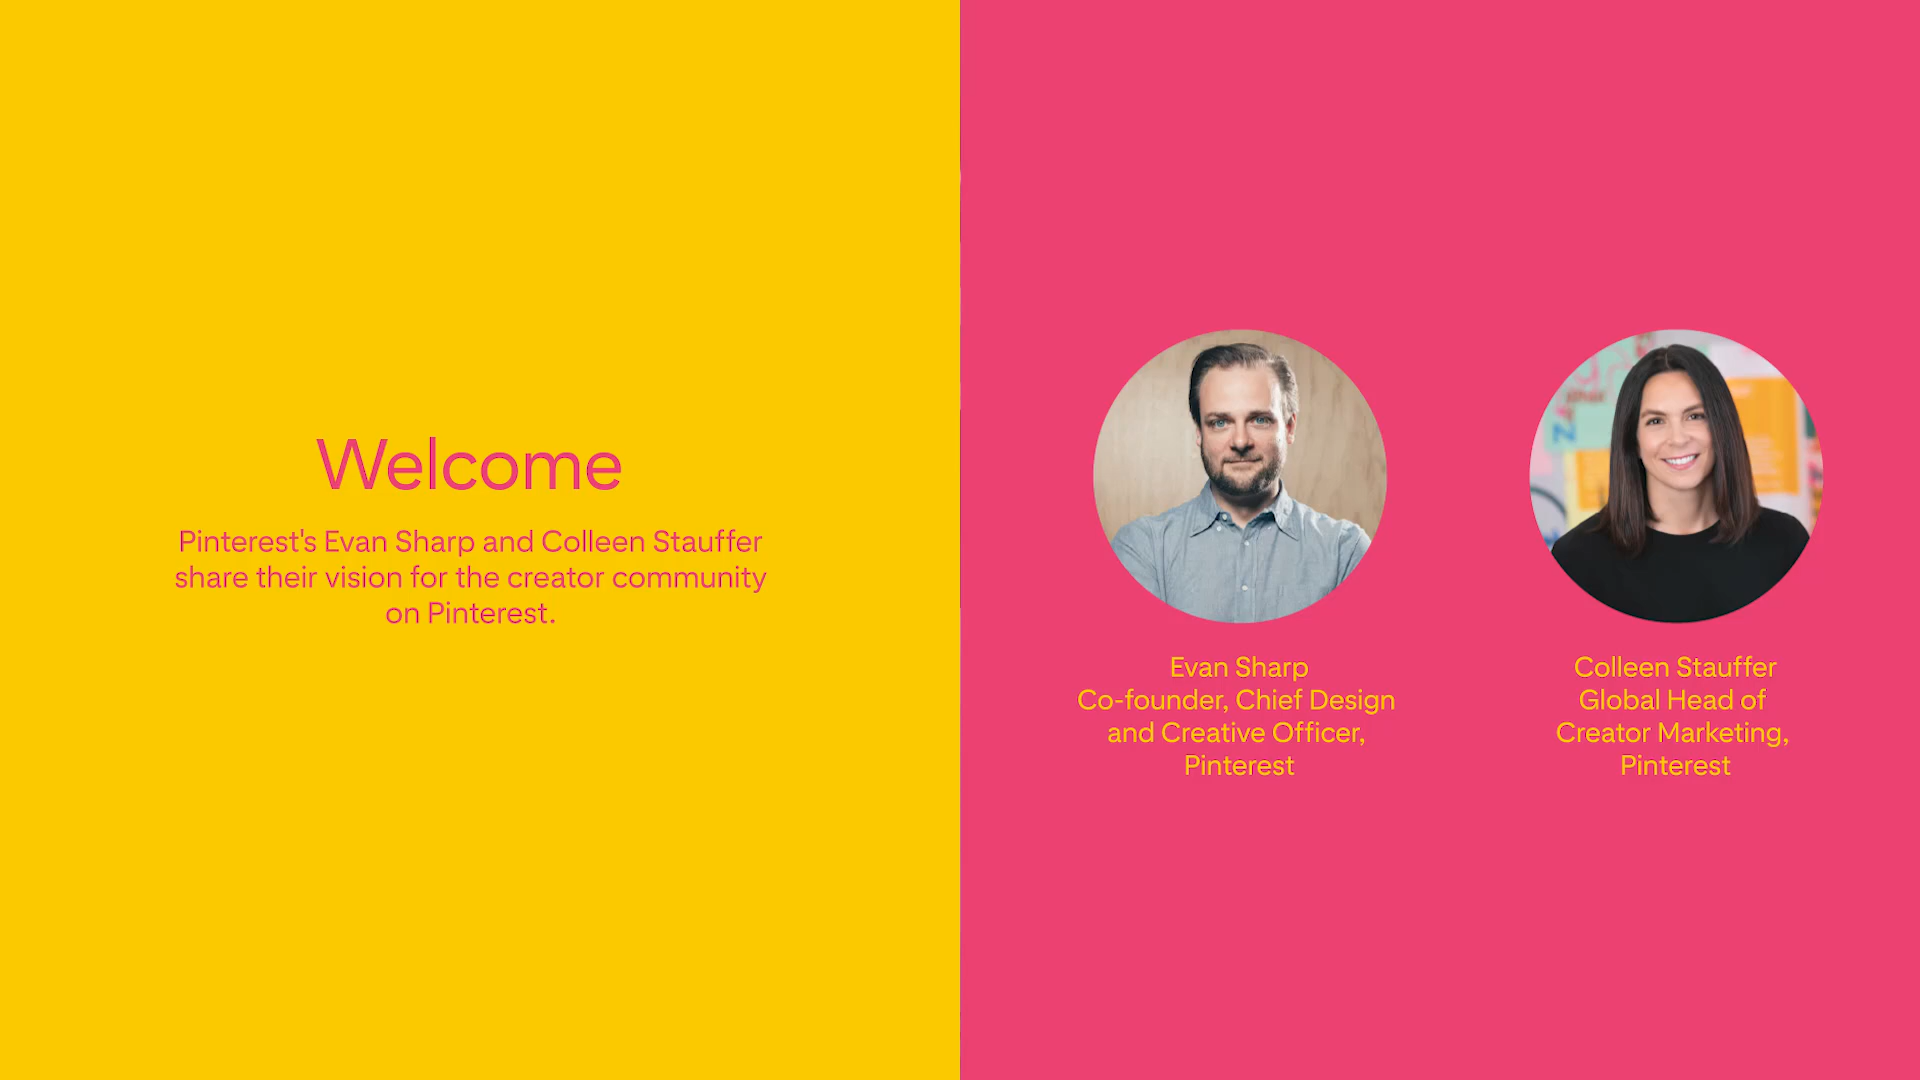 Welcome
Pinterest's Evan Sharp and Colleen Stauffer
share their vision for the creator community
on Pinterest.
Evan Sharp
Co-founder, Chief Design
and Creative Officer,
Pinterest
Colleen Stauffer
Global Head of
Creator Marketing,
Pinterest